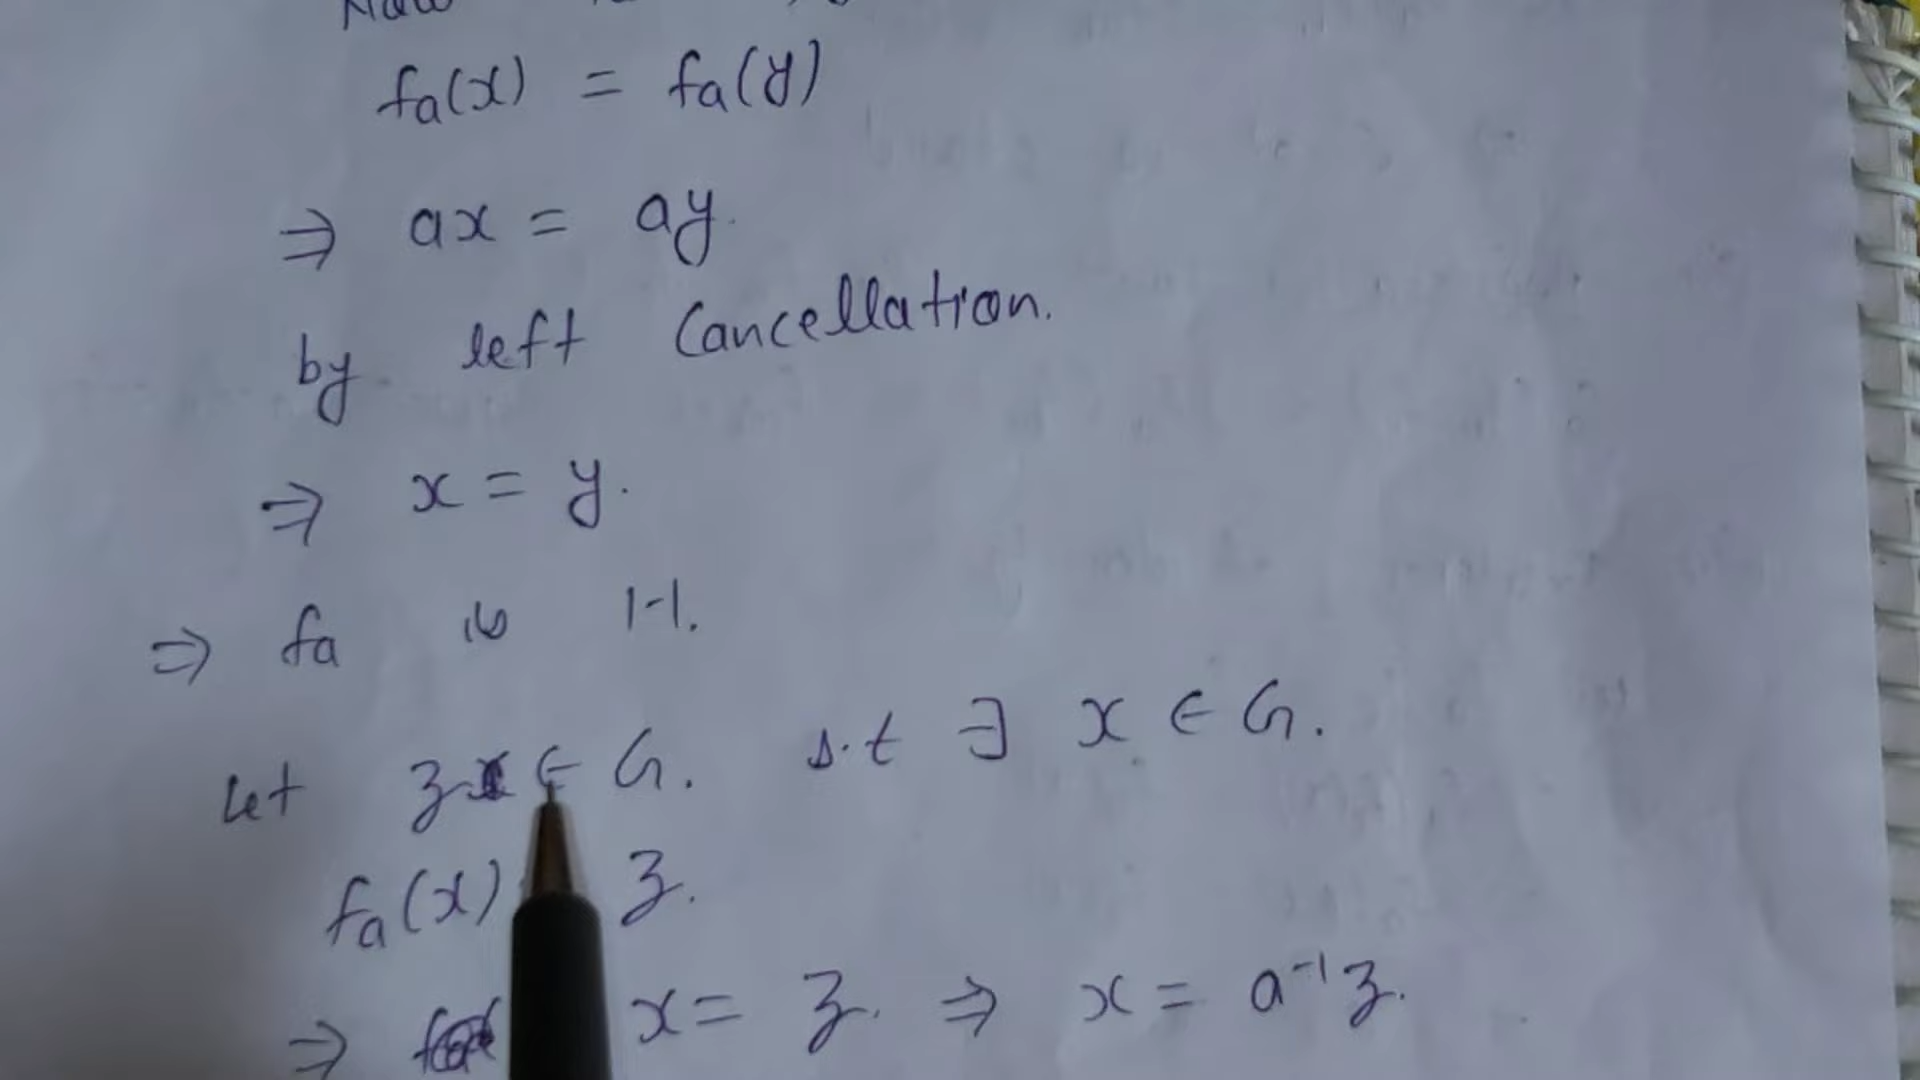 fa(x) = fa(y)
⇒ ax = ay.
by left Cancellation.
⇒ x = y.
⇒ fa is 1-1.
Let z ∈ G. s.t ∃ x ∈ G.
fa(x) z.
⇒ x = z. ⇒ x = a⁻¹z.